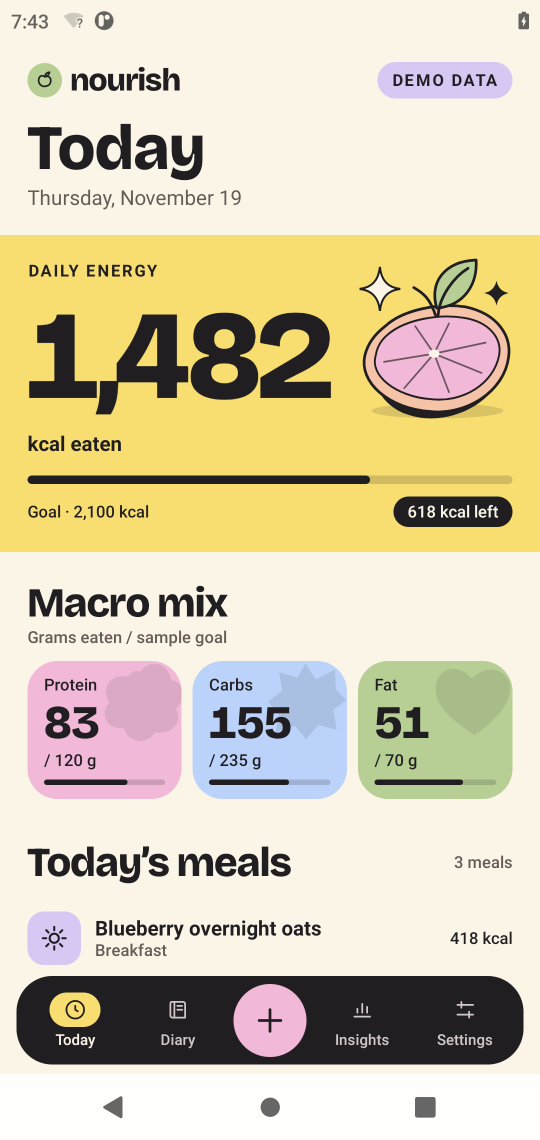 7:43
nourish
DEMO DATA
Today
Thursday, November 19
DAILY ENERGY
1,482
kcal eaten
Goal · 2,100 kcal
618 kcal left
Macro mix
Grams eaten / sample goal
Protein
83
/ 120 g
Carbs
155
/ 235 g
Fat
51
/ 70 g
Today’s meals
3 meals
Blueberry overnight oats
Breakfast
418 kcal
Today
Diary
Insights
Settings